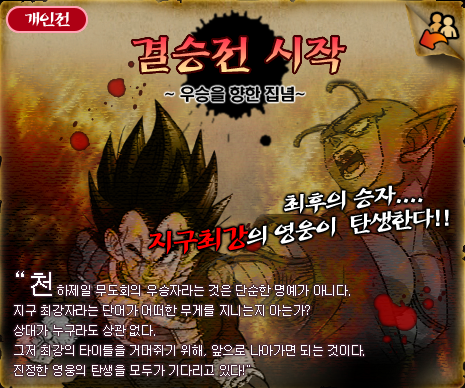 개인전
결승전 시작
~ 우승을 향한 집념~
최후의 승자....
지구최강의 영웅이 탄생한다!!
“천하제일 무도회의 우승자라는 것은 단순한 명예가 아니다.
지구 최강자라는 단어가 어떠한 무게를 지니는지 아는가?
상대가 누구라도 상관 없다.
그저 최강의 타이틀을 거머쥐기 위해, 앞으로 나아가면 되는 것이다.
진정한 영웅의 탄생을 모두가 기다리고 있다!”